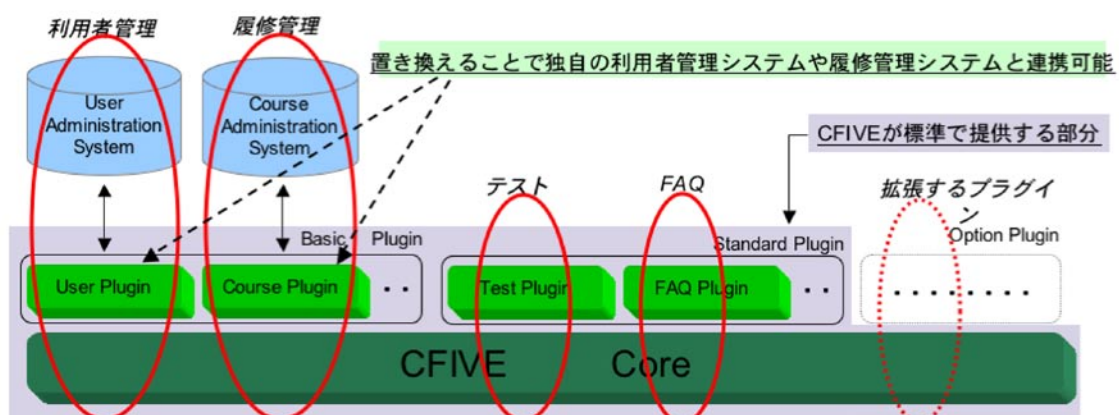 利用者管理
履修管理
置き換えることで独自の利用者管理システムや履修管理システムと連携可能
User
Administration
System
Course
Administration
System
CFIVEが標準で提供する部分
テスト
FAQ
拡張するプラグイ
ン
Basic Plugin
Standard Plugin
Option Plugin
User Plugin
Course Plugin
・・
Test Plugin
FAQ Plugin
・・
・・・・・・・・
CFIVE Core